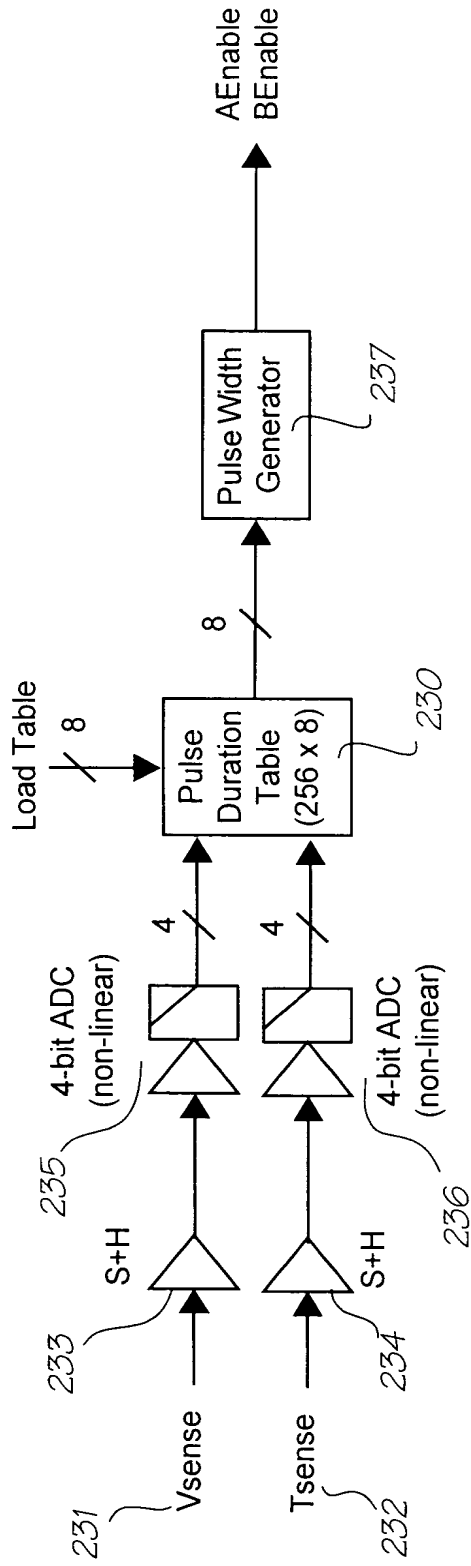 231
Vsense
233
S+H
235
4-bit ADC
(non-linear)
4
Load Table
8
Pulse
Duration
Table
(256 x 8)
230
8
Pulse Width
Generator
237
AEnable
BEnable
232
Tsense
234
S+H
236
4-bit ADC
(non-linear)
4